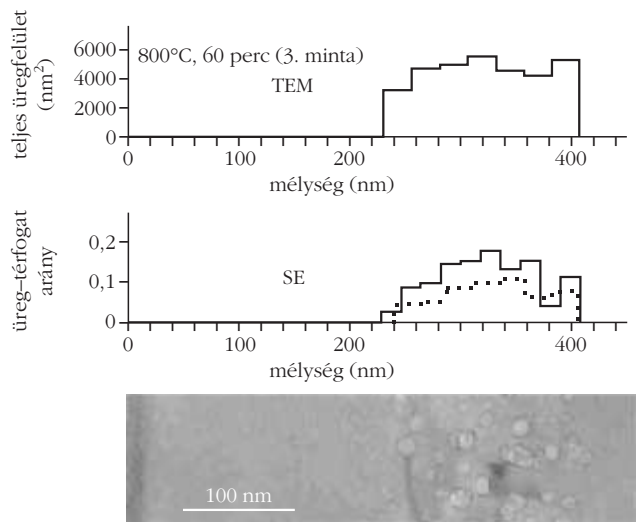 teljes üregfelület
(nm²)
6000
4000
2000
0
800°C, 60 perc (3. minta)
TEM
0 100 200 300 400
mélység (nm)
üreg–térfogat
arány
0,2
0,1
0
SE
0 100 200 300 400
mélység (nm)
100 nm